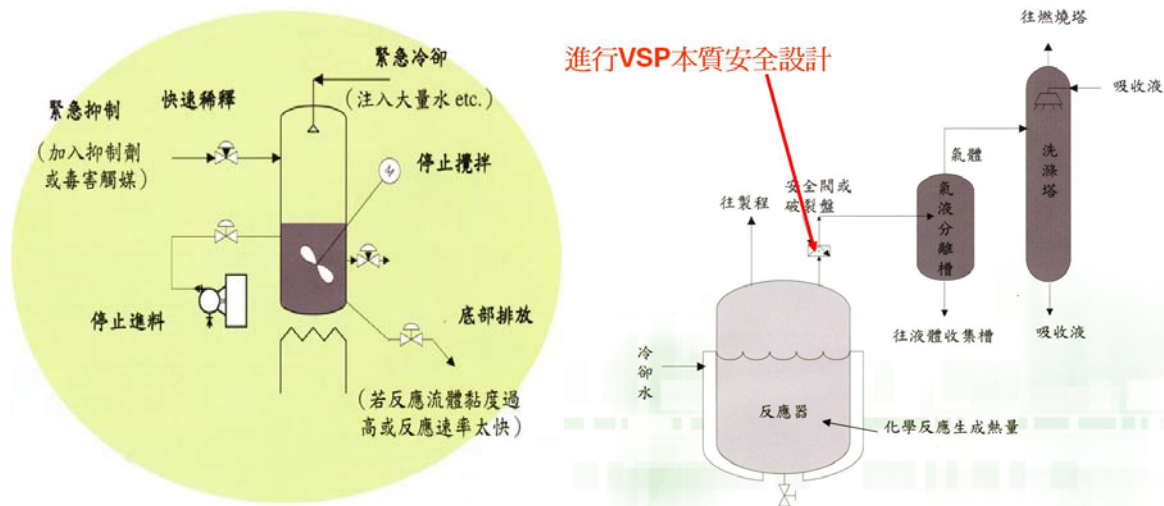 緊急冷卻
(注入大量水 etc.)
快速稀釋
緊急抑制
(加入抑制劑
或毒害觸媒)
停止攪拌
M
停止進料
底部排放
(若反應流體黏度過
高或反應速率太快)
進行VSP本質安全設計
往燃燒塔
吸收液
洗滌塔
氣體
氣液分離槽
安全閥或
破裂盤
往製程
往液體收集槽
吸收液
冷卻水
反應器
化學反應生成熱量